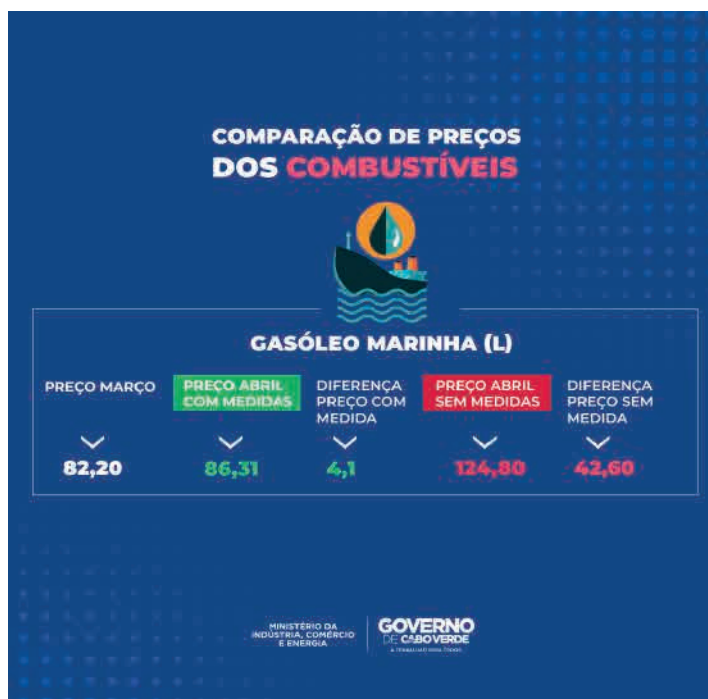 COMPARAÇÃO DE PREÇOS
DOS COMBUSTÍVEIS
GASÓLEO MARINHA (L)
PREÇO MARÇO
82,20
PREÇO ABRIL
COM MEDIDAS
86,31
DIFERENÇA
PREÇO COM
MEDIDA
4,1
PREÇO ABRIL
SEM MEDIDAS
124,80
DIFERENÇA
PREÇO SEM
MEDIDA
42,60
MINISTÉRIO DA
INDÚSTRIA, COMÉRCIO
E ENERGIA
GOVERNO
DE CABO VERDE